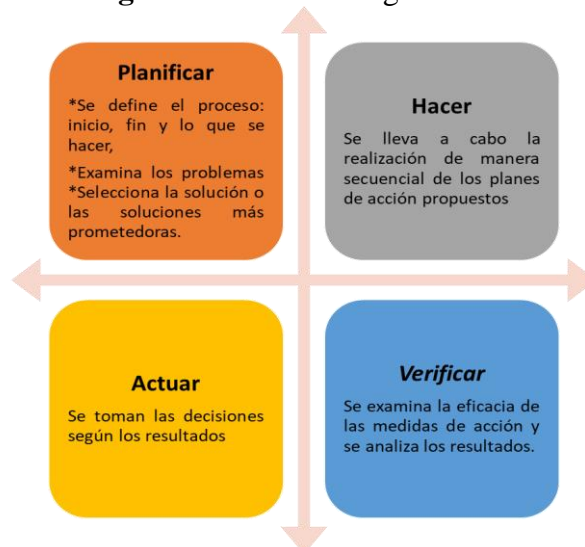 Planificar
*Se define el proceso:
inicio, fin y lo que se
hacer,
*Examina los problemas
*Selecciona la solución o
las soluciones más
prometedoras.
Hacer
Se lleva a cabo la
realización de manera
secuencial de los planes
de acción propuestos
Actuar
Se toman las decisiones
según los resultados
Verificar
Se examina la eficacia de
las medidas de acción y
se analiza los resultados.